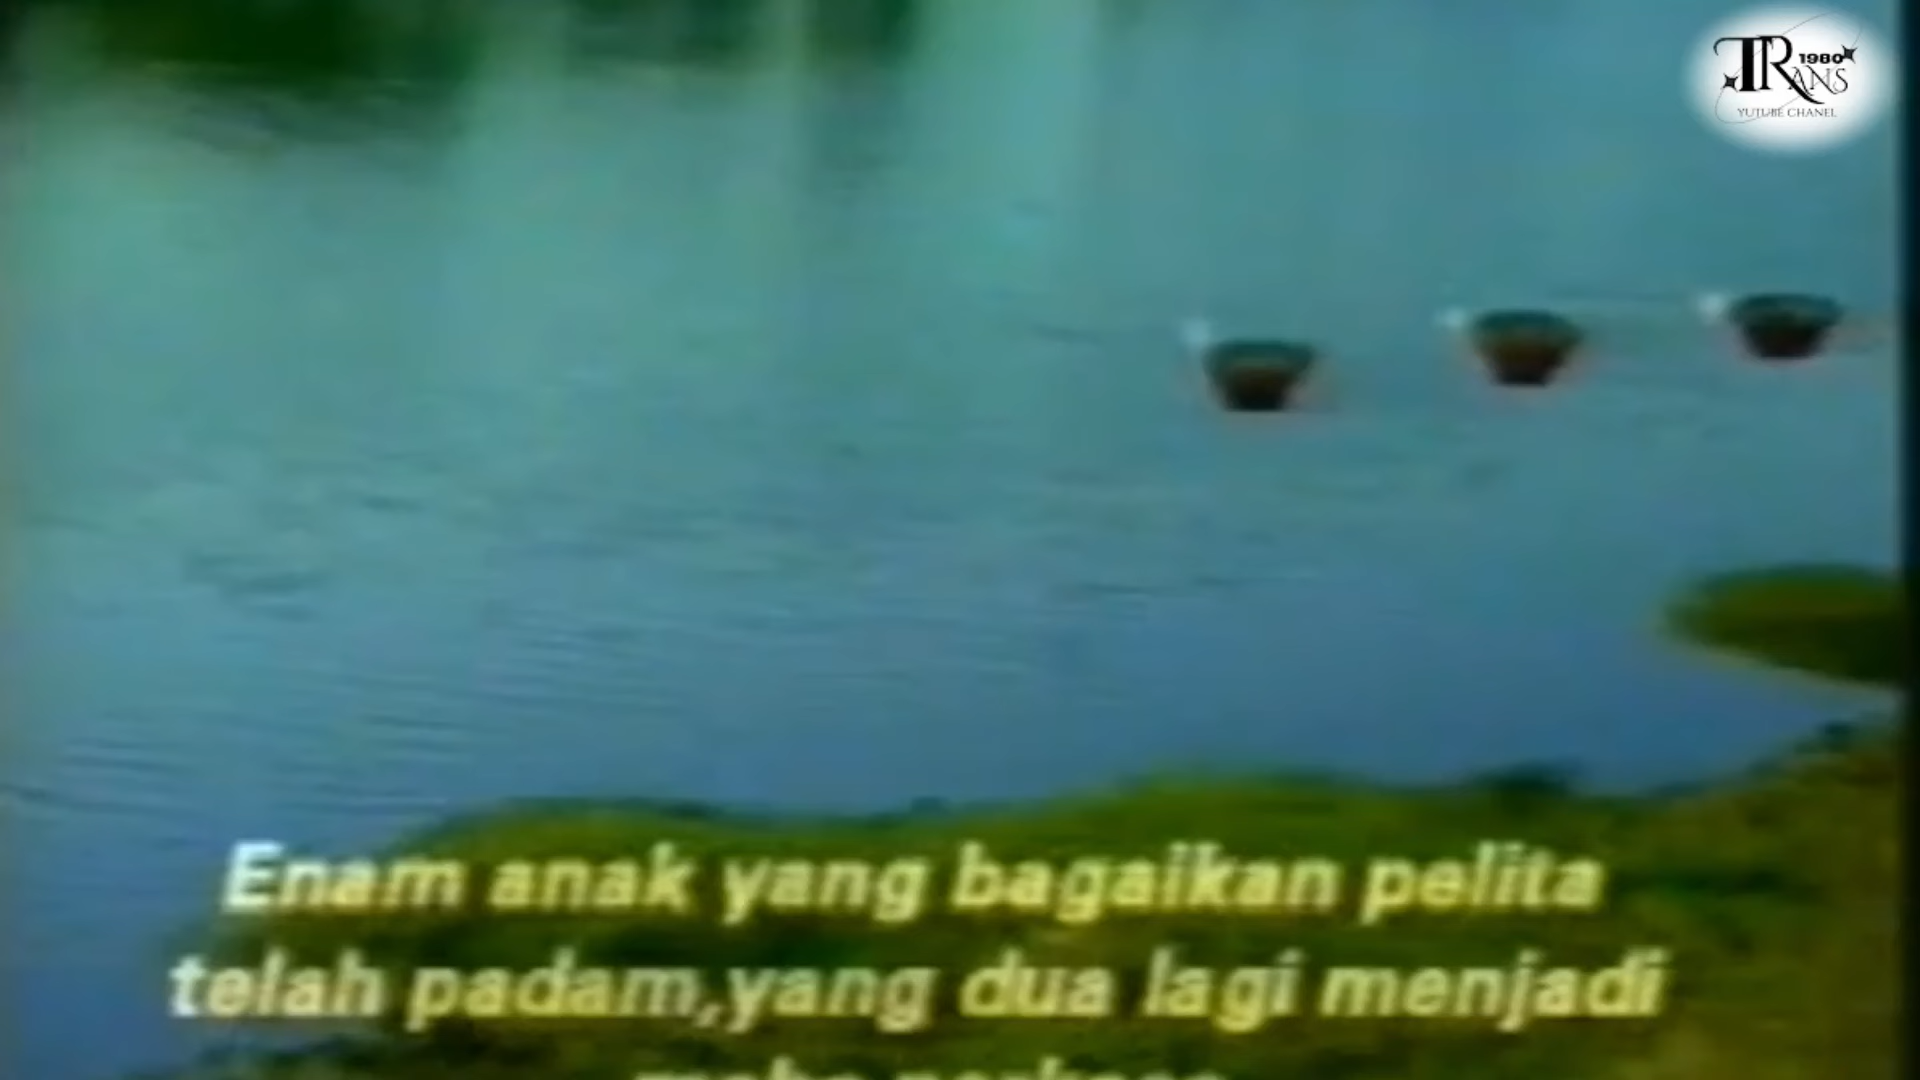 TRANS
1980
YUTUBE CHANEL
Enam anak yang bagaikan pelita
telah padam,yang dua lagi menjadi